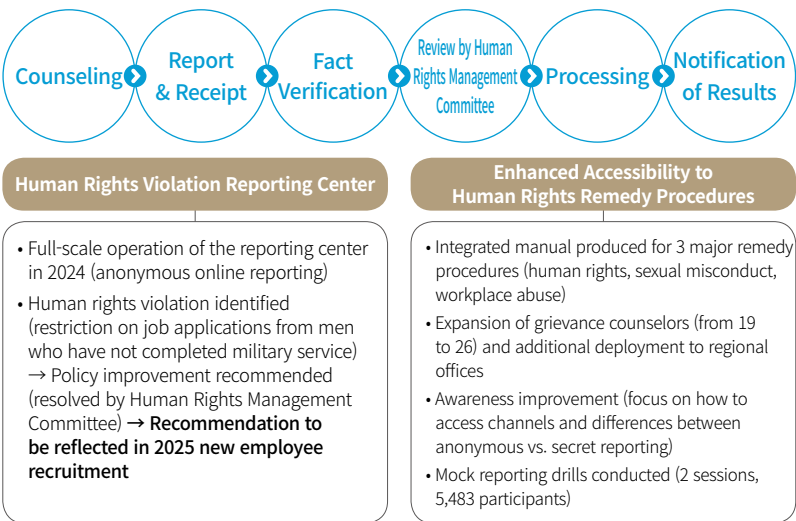 Counseling
Report
& Receipt
Fact
Verification
Review by Human
Rights Management
Committee
Processing
Notification
of Results
Human Rights Violation Reporting Center
• Full-scale operation of the reporting center
in 2024 (anonymous online reporting)
• Human rights violation identified
(restriction on job applications from men
who have not completed military service)
→ Policy improvement recommended
(resolved by Human Rights Management
Committee) → Recommendation to
be reflected in 2025 new employee
recruitment
Enhanced Accessibility to
Human Rights Remedy Procedures
• Integrated manual produced for 3 major remedy
procedures (human rights, sexual misconduct,
workplace abuse)
• Expansion of grievance counselors (from 19
to 26) and additional deployment to regional
offices
• Awareness improvement (focus on how to
access channels and differences between
anonymous vs. secret reporting)
• Mock reporting drills conducted (2 sessions,
5,483 participants)